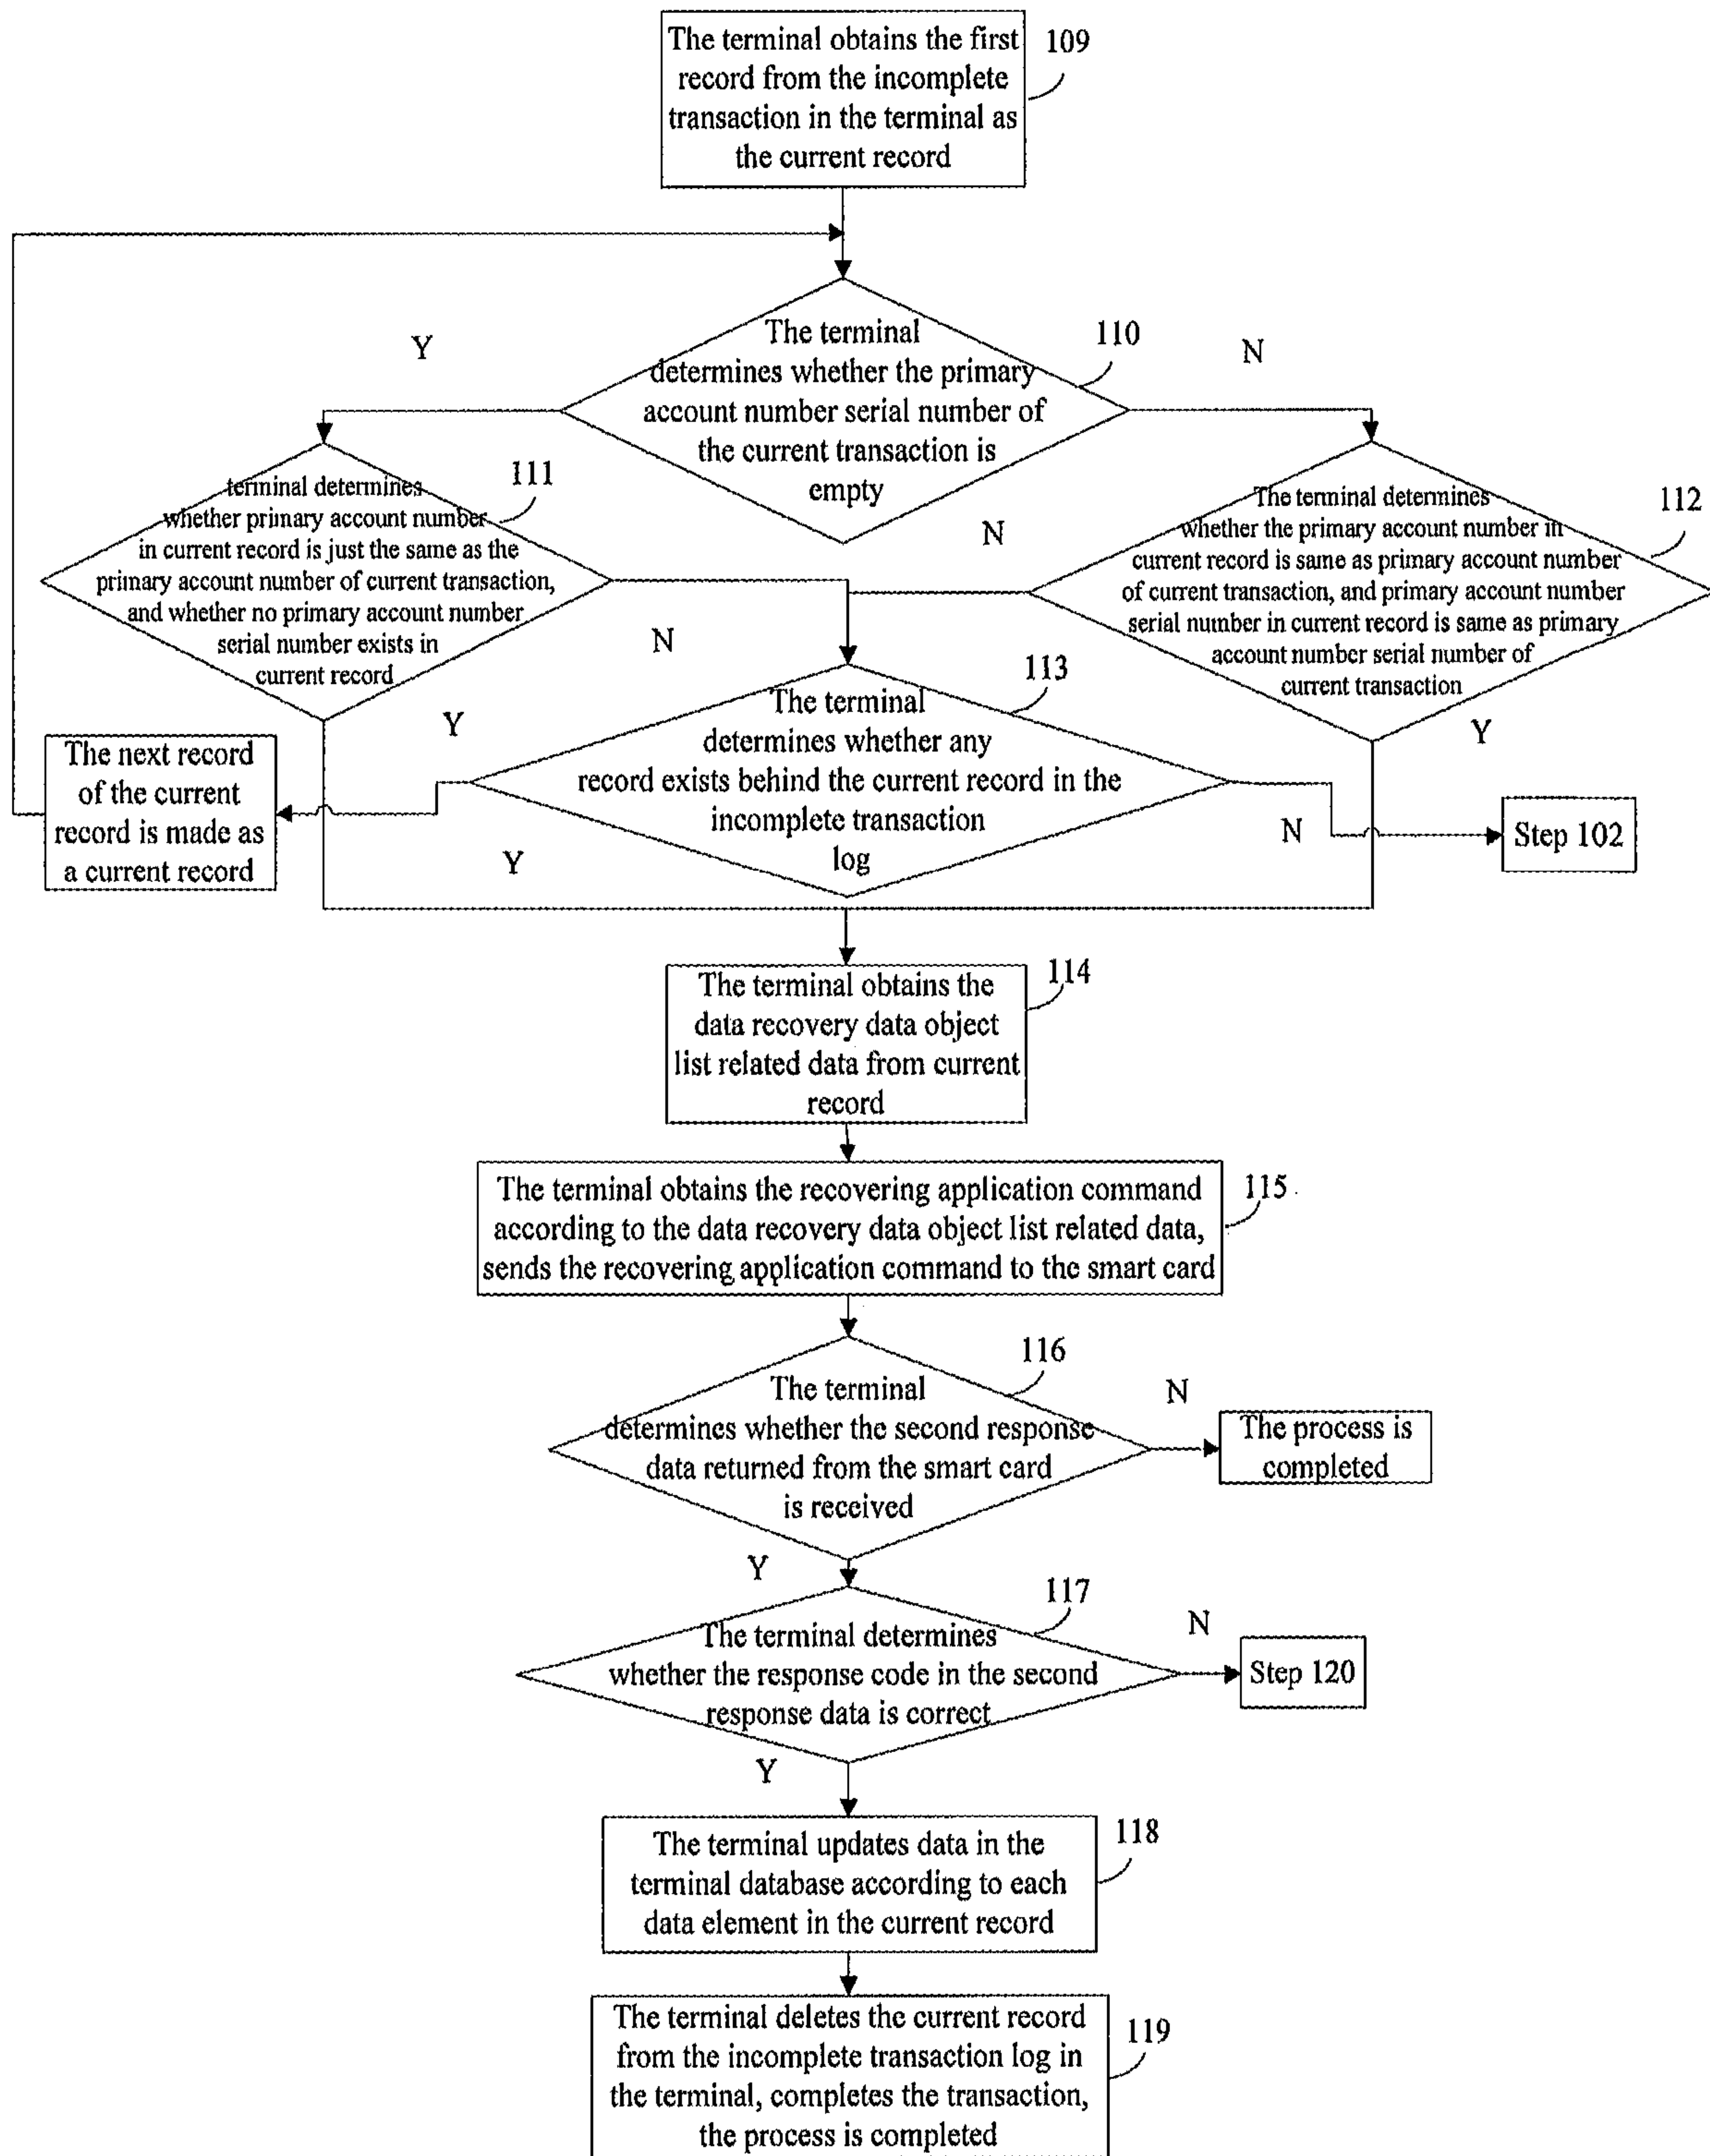 The terminal obtains the first
record from the incomplete
transaction in the terminal as
the current record
109
The terminal
determines whether the primary
account number serial number of
the current transaction is
empty
110
Y
N
terminal determines
whether primary account number
in current record is just the same as the
primary account number of current transaction,
and whether no primary account number
serial number exists in
current record
111
N
The terminal determines
whether the primary account number in
current record is same as primary account number
of current transaction, and primary account number
serial number in current record is same as primary
account number serial number of
current transaction
112
N
Y
Y
The next record
of the current
record is made as
a current record
The terminal
determines whether any
record exists behind the current record in the
incomplete transaction
log
113
Y
N
Step 102
The terminal obtains the
data recovery data object
list related data from current
record
114
The terminal obtains the recovering application command
according to the data recovery data object list related data,
sends the recovering application command to the smart card
115
The terminal
determines whether the second response
data returned from the smart card
is received
116
N
The process is
completed
Y
The terminal determines
whether the response code in the second
response data is correct
117
N
Step 120
Y
The terminal updates data in the
terminal database according to each
data element in the current record
118
The terminal deletes the current record
from the incomplete transaction log in
the terminal, completes the transaction,
the process is completed
119